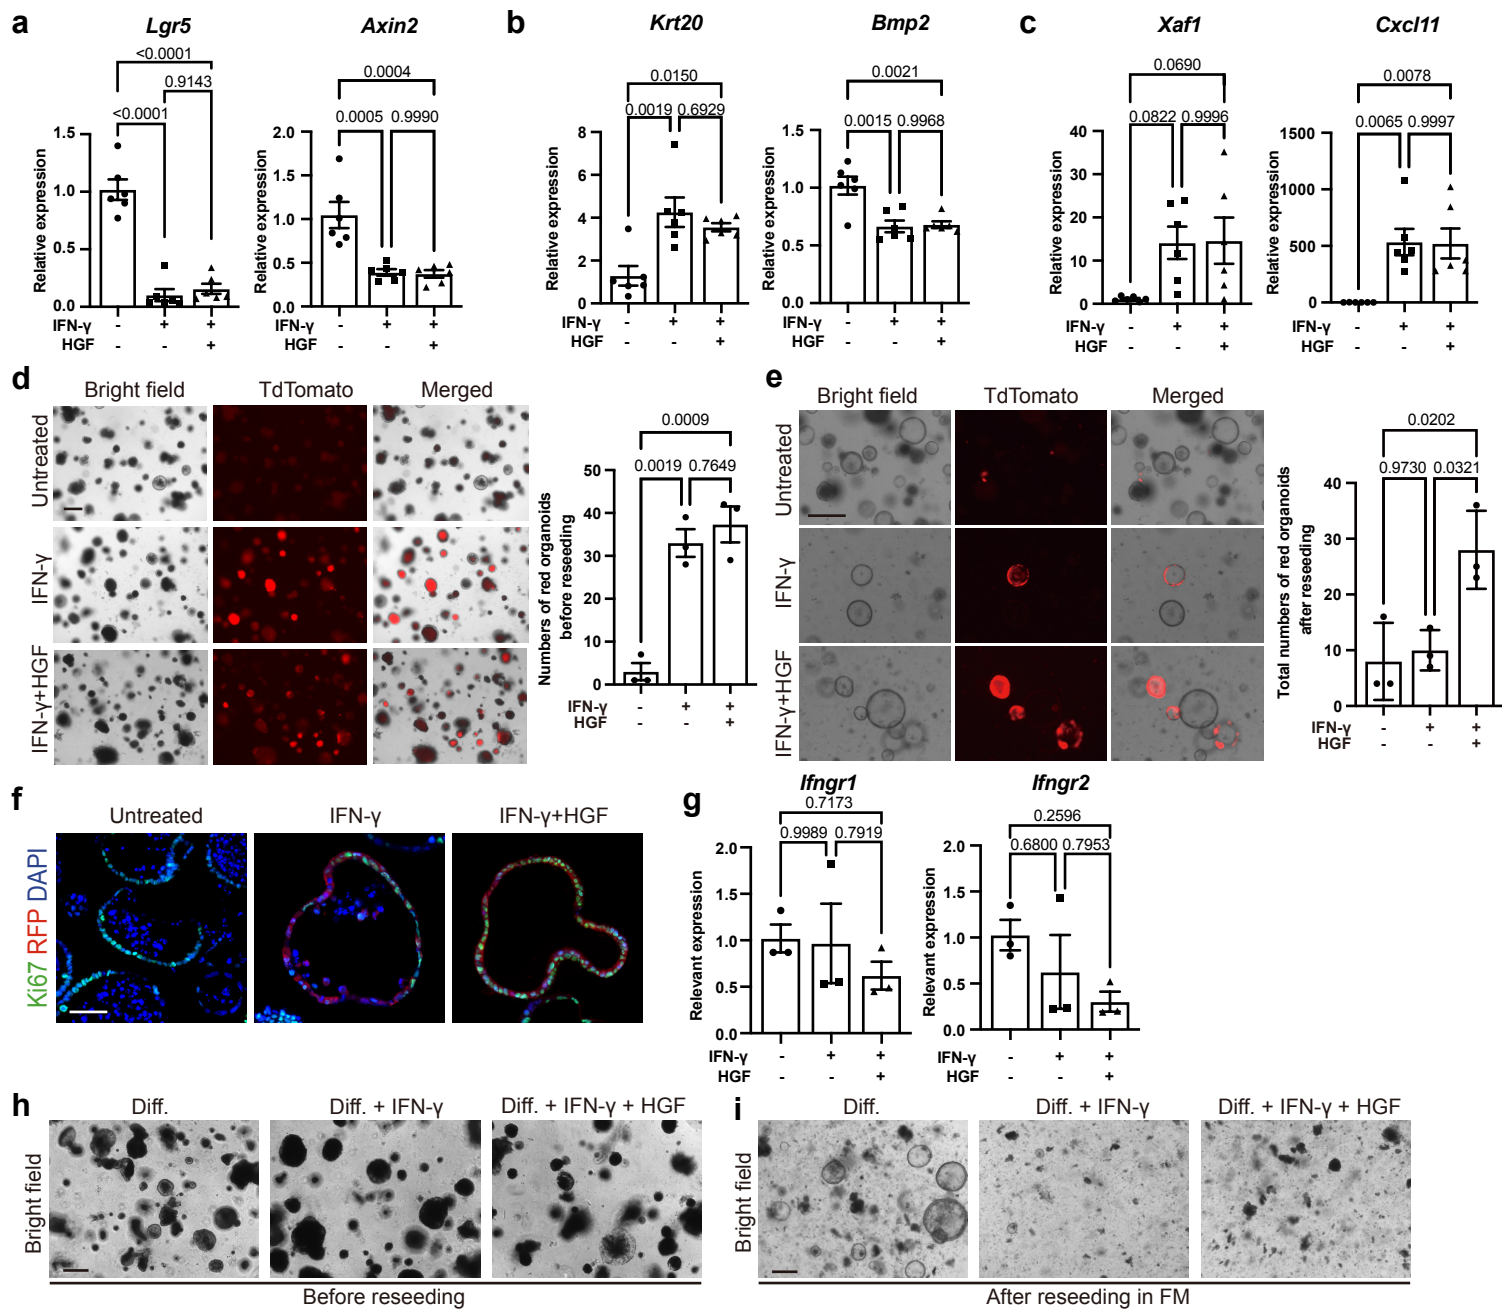 a
Lgr5
Axin2
<0.0001
0.9143
<0.0001
0.0004
0.0005
0.9990
Relative expression
1.5
1.0
0.5
0.0
Relative expression
2.0
1.5
1.0
0.5
0.0
IFN-γ - + +
HGF - - +
IFN-γ - + +
HGF - - +
b
Krt20
Bmp2
0.0150
0.0019
0.6929
0.0021
0.0015
0.9968
Relative expression
8
6
4
2
0
Relative expression
1.5
1.0
0.5
0.0
IFN-γ - + +
HGF - - +
IFN-γ - + +
HGF - - +
c
Xaf1
Cxcl11
0.0690
0.0822
0.9996
0.0078
0.0065
0.9997
Relative expression
40
30
20
10
0
Relative expression
1500
1000
500
0
IFN-γ - + +
HGF - - +
IFN-γ - + +
HGF - - +
d
Bright field
TdTomato
Merged
Untreated
IFN-γ
IFN-γ+HGF
0.0009
0.0019
0.7649
Numbers of red organoids
before reseeding
50
40
30
20
10
0
IFN-γ - + +
HGF - - +
e
Bright field
TdTomato
Merged
Untreated
IFN-γ
IFN-γ+HGF
0.0202
0.9730
0.0321
Total numbers of red organoids
after reseeding
40
30
20
10
0
IFN-γ - + +
HGF - - +
f
Untreated
IFN-γ
IFN-γ+HGF
Ki67 RFP DAPI
g
Ifngr1
Ifngr2
0.7173
0.9989
0.7919
0.2596
0.6800
0.7953
Relevant expression
2.0
1.5
1.0
0.5
0.0
Relevant expression
2.0
1.5
1.0
0.5
0.0
IFN-γ - + +
HGF - - +
IFN-γ - + +
HGF - - +
h
Diff.
Diff. + IFN-γ
Diff. + IFN-γ + HGF
Bright field
Before reseeding
i
Diff.
Diff. + IFN-γ
Diff. + IFN-γ + HGF
Bright field
After reseeding in FM